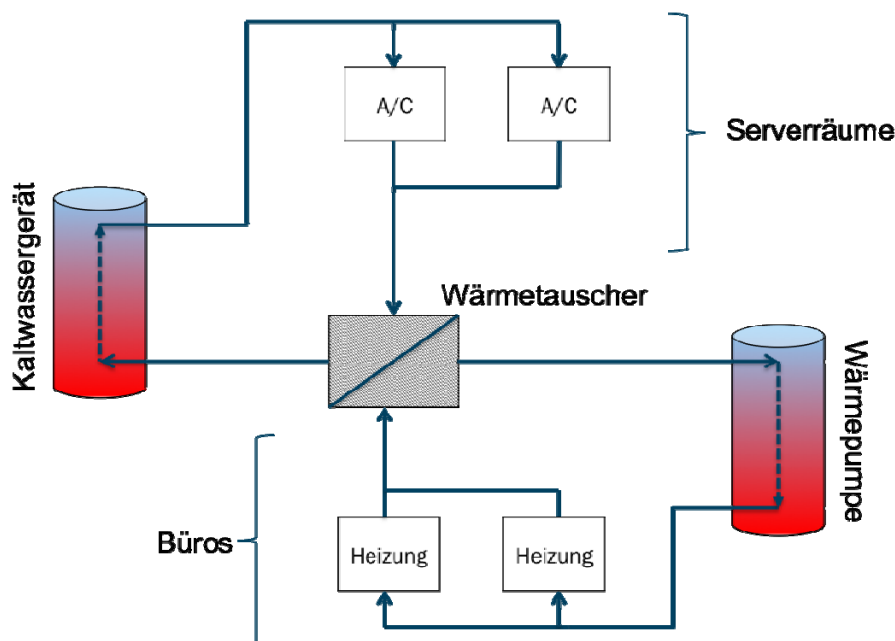 A/C
A/C
Serverräume
Kaltwassergerät
Wärmetauscher
Wärmepumpe
Büros
Heizung
Heizung